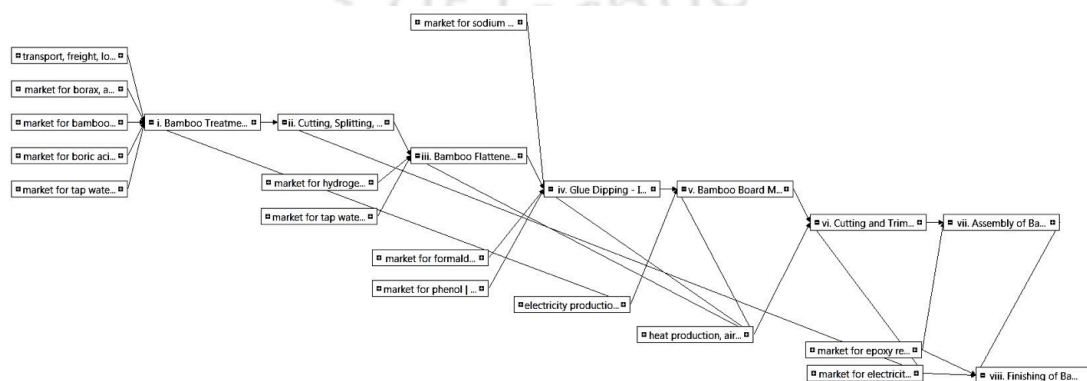 market for sodium ...
transport, freight, lo...
market for borax, a...
market for bamboo...
i. Bamboo Treatme...
ii. Cutting, Splitting, ...
market for boric aci...
iii. Bamboo Flattene...
market for tap wate...
market for hydroge...
iv. Glue Dipping - I...
v. Bamboo Board M...
market for tap wate...
vi. Cutting and Trim...
vii. Assembly of Ba...
market for formald...
market for phenol | ...
electricity productio...
heat production, air...
market for epoxy re...
market for electricit...
viii. Finishing of Ba...